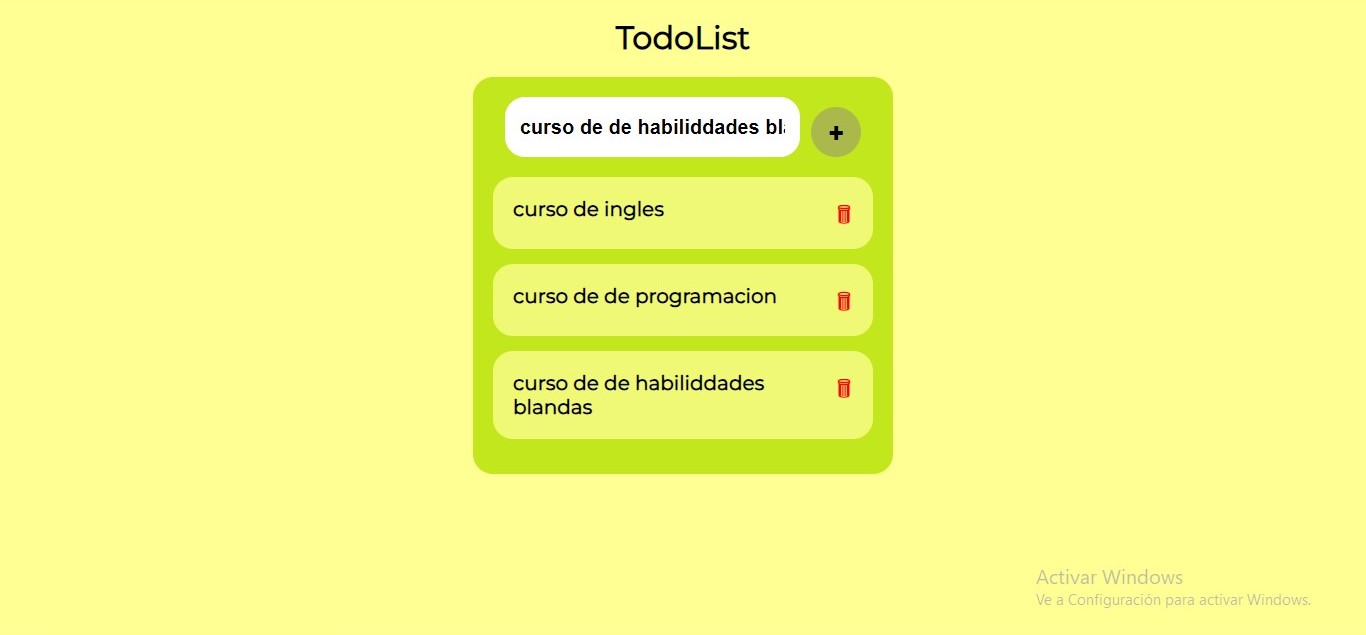 TodoList
curso de de habiliddades bla
+
curso de ingles
curso de de programacion
curso de de habiliddades
blandas
Activar Windows
Ve a Configuración para activar Windows.